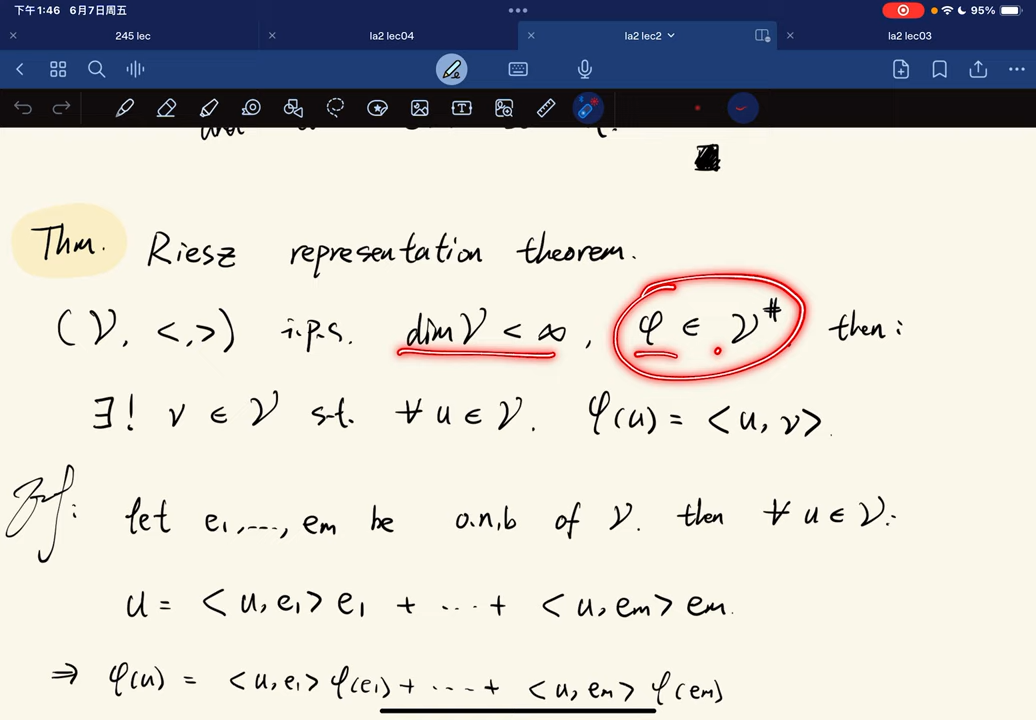 下午1:46 6月7日周五
95%
245 lec
la2 lec04
la2 lec2
la2 lec03
Thm. Riesz representation theorem.
(V, <,>) i.p.s. dim V < ∞, φ ∈ V# then:
∃! v ∈ V s.t. ∀ u ∈ V. φ(u) = <u, v>.
Prf: let e1, ..., em be o.n.b of V. then ∀ u ∈ V:
u = <u, e1> e1 + ... + <u, em> em.
⇒ φ(u) = <u, e1> φ(e1) + ... + <u, em> φ(em)